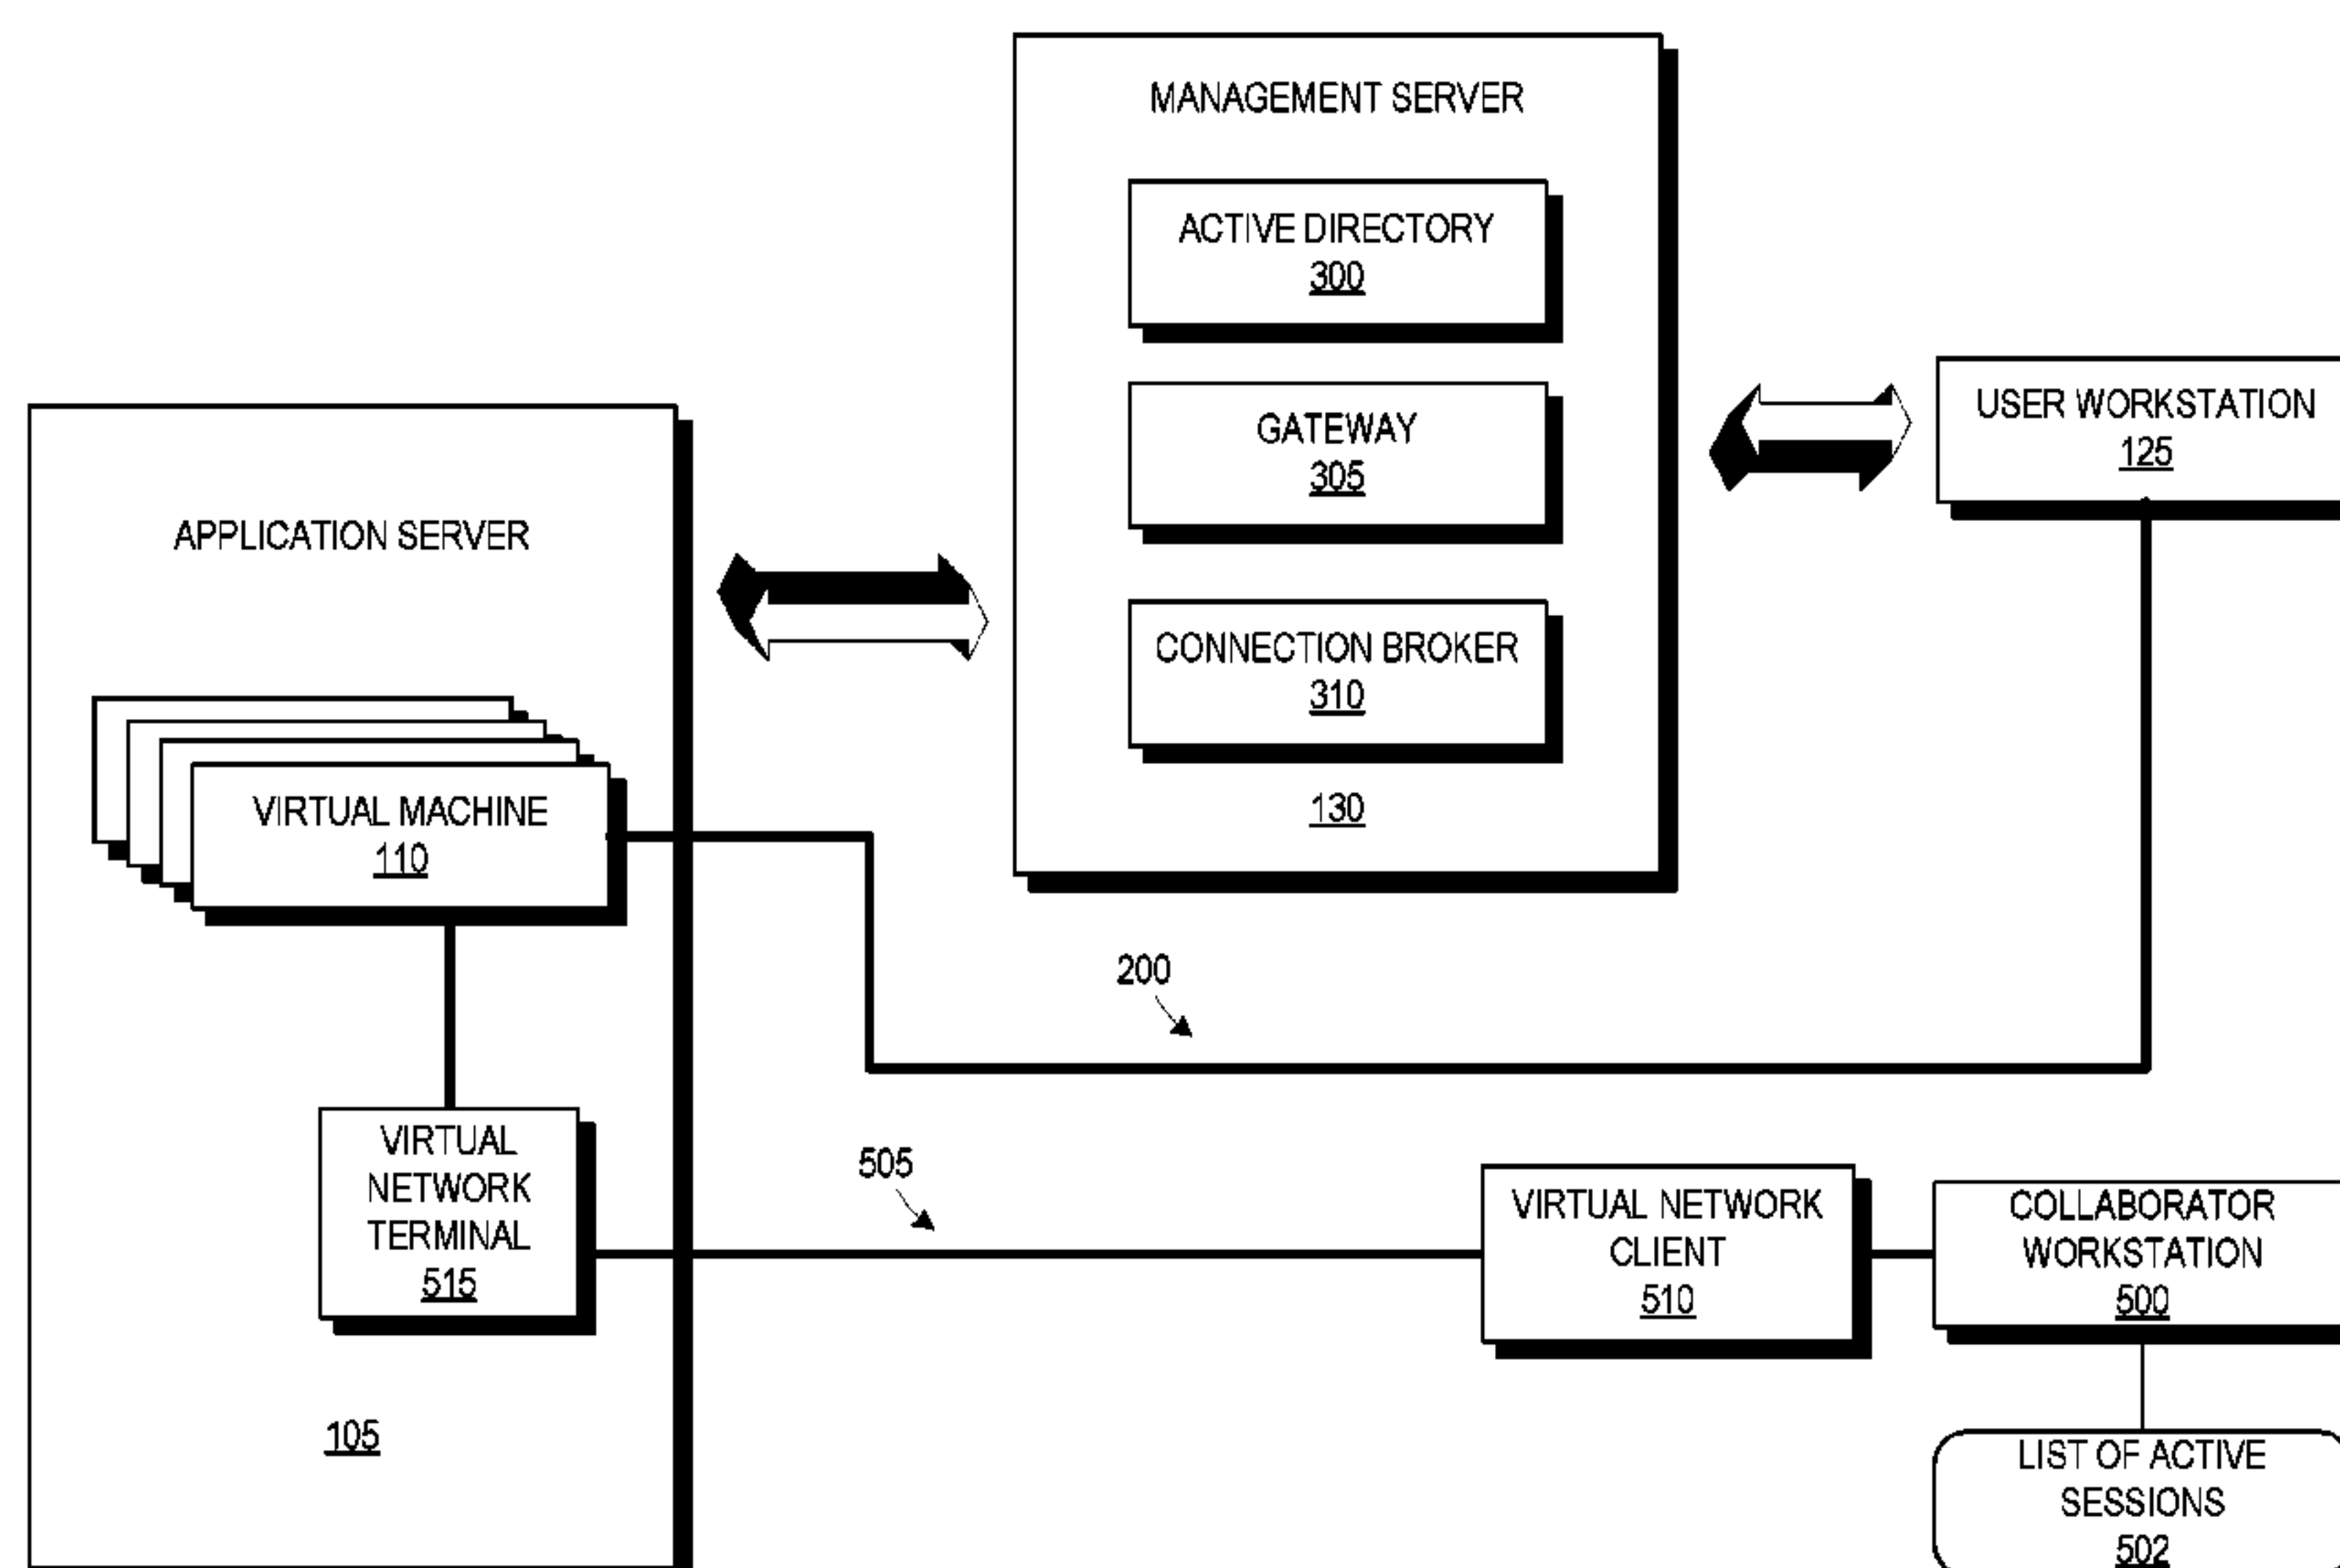 MANAGEMENT SERVER
ACTIVE DIRECTORY
300
GATEWAY
305
CONNECTION BROKER
310
130
USER WORKSTATION
125
APPLICATION SERVER
VIRTUAL MACHINE
110
200
VIRTUAL
NETWORK
TERMINAL
515
105
505
VIRTUAL NETWORK
CLIENT
510
COLLABORATOR
WORKSTATION
500
LIST OF ACTIVE
SESSIONS
502